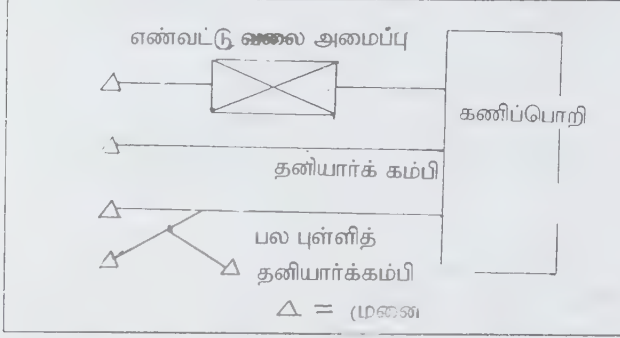 எண்வட்டு வலை அமைப்பு
கணிப்பொறி
தனியார்க் கம்பி
பல புள்ளித்
தனியார்க்கம்பி
△ = முனை